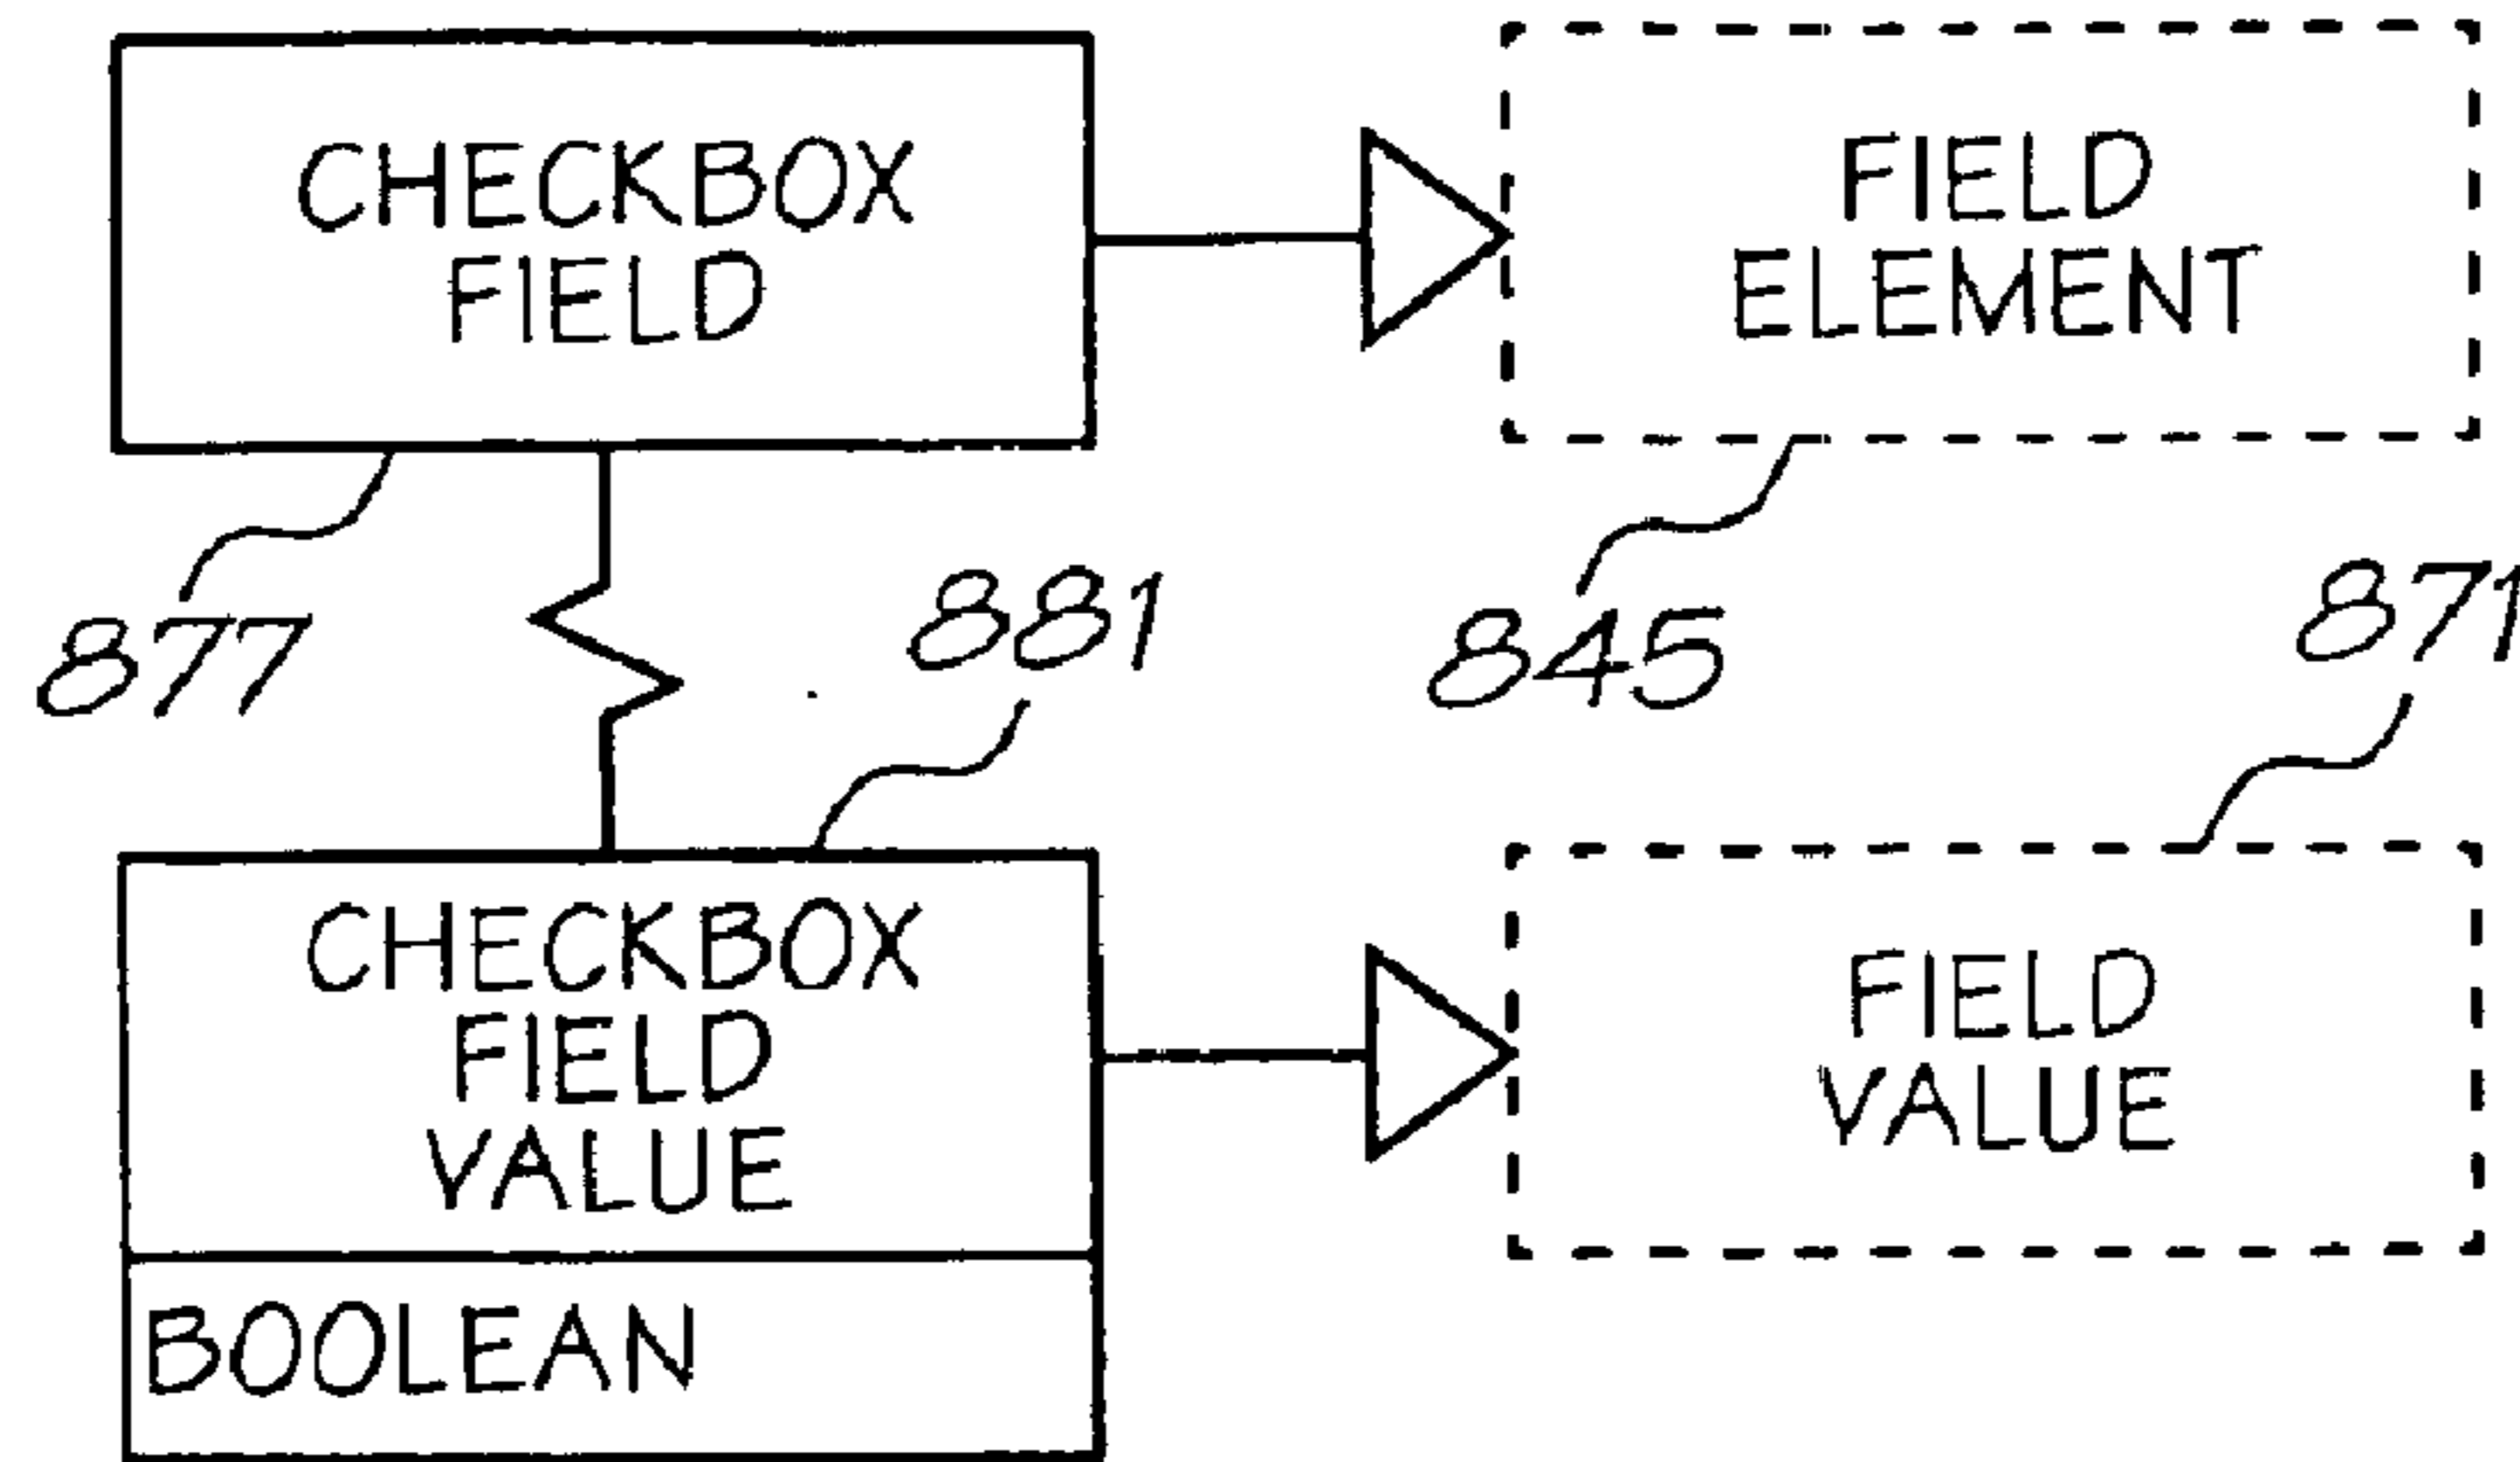 CHECKBOX
FIELD
FIELD
ELEMENT
877
881
845
871
CHECKBOX
FIELD
VALUE
BOOLEAN
FIELD
VALUE